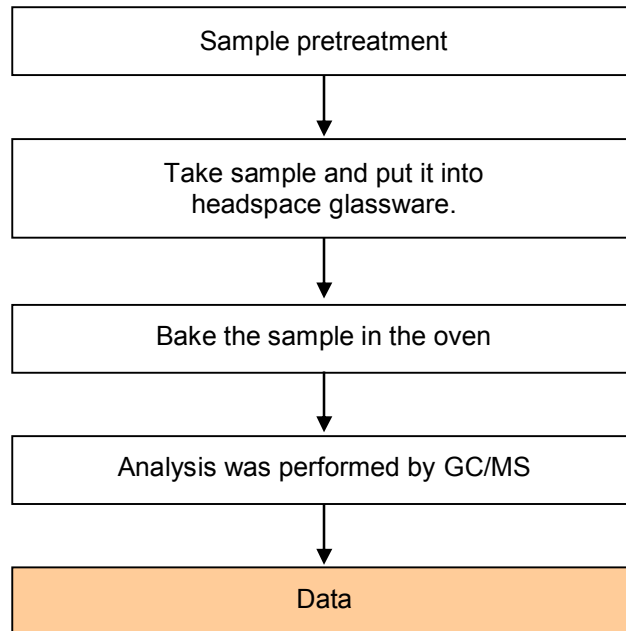 Sample pretreatment
Take sample and put it into
headspace glassware.
Bake the sample in the oven
Analysis was performed by GC/MS
Data